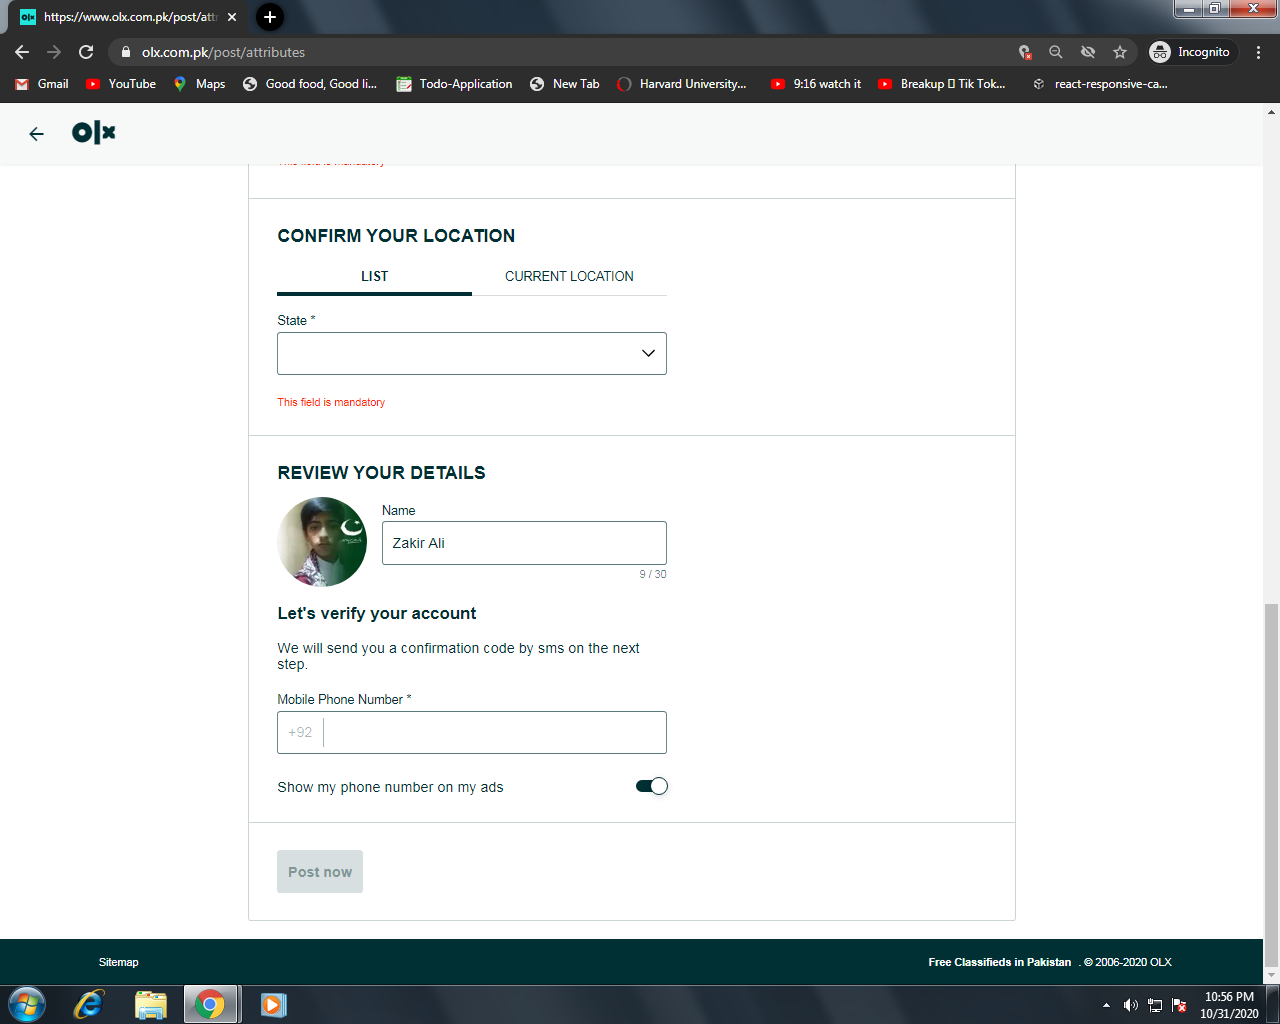 https://www.olx.com.pk/post/attr
olx.com.pk/post/attributes
Incognito
Gmail
YouTube
Maps
Good food, Good li...
Todo-Application
New Tab
Harvard University...
9:16 watch it
Breakup ▯ Tik Tok...
react-responsive-ca...
olx
This field is mandatory
CONFIRM YOUR LOCATION
LIST
CURRENT LOCATION
State *
This field is mandatory
REVIEW YOUR DETAILS
Name
Zakir Ali
9 / 30
Let's verify your account
We will send you a confirmation code by sms on the next
step.
Mobile Phone Number *
+92
Show my phone number on my ads
Post now
Sitemap
Free Classifieds in Pakistan . © 2006-2020 OLX
10:56 PM
10/31/2020